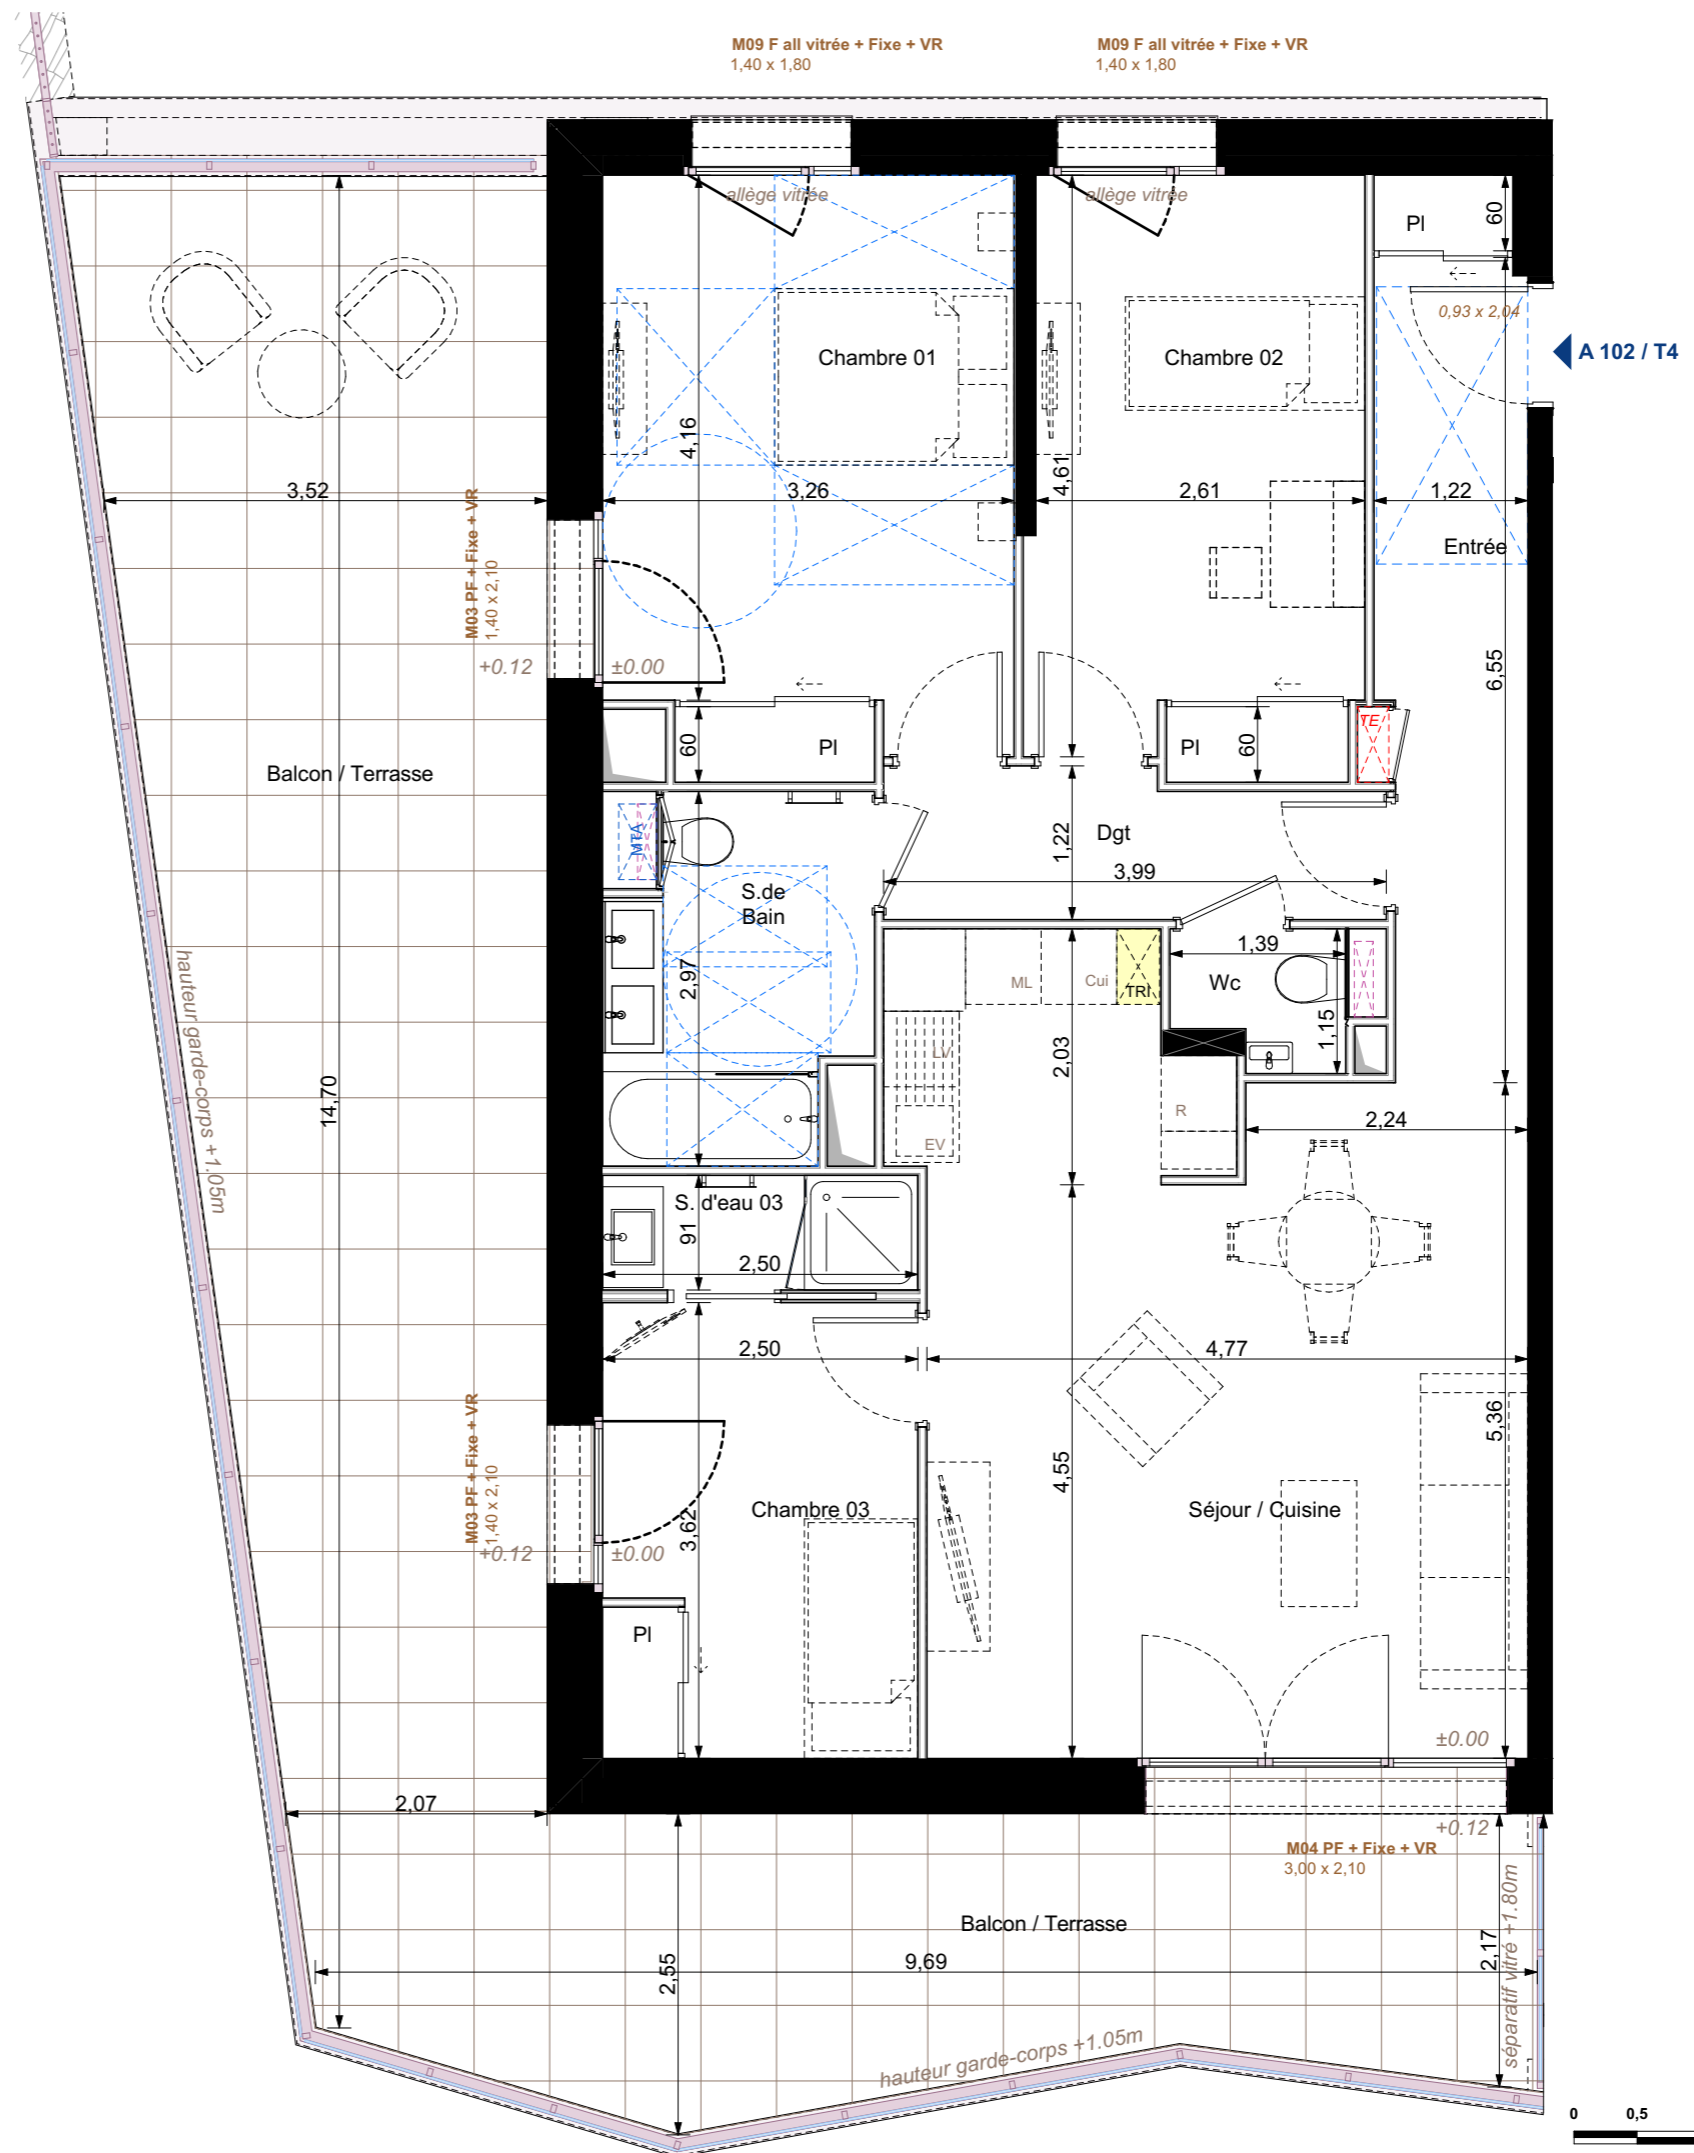 M09 F all vitrée + Fixe + VR
1,40 x 1,80
M09 F all vitrée + Fixe + VR
1,40 x 1,80
allège vitrée
allège vitrée
Pl
60
0,93 x 2,04
A 102 / T4
Chambre 01
Chambre 02
4,16
4,61
3,52
3,26
2,61
1,22
Entrée
M03 PF + Fixe + VR
1,40 x 2,10
+0.12
±0.00
6,55
60
Pl
Pl
60
TE
Balcon / Terrasse
MTA
1,22
Dgt
3,99
S.de
Bain
2,97
1,39
Wc
ML
Cui
TRI
1,15
LV
2,03
EV
R
2,24
hauteur garde-corps +1.05m
14,70
S. d'eau 03
91
2,50
2,50
4,77
M03 PF + Fixe + VR
1,40 x 2,10
+0.12
±0.00
5,36
4,55
Chambre 03
3,62
Séjour / Cuisine
Pl
±0.00
2,07
+0.12
M04 PF + Fixe + VR
3,00 x 2,10
Balcon / Terrasse
9,69
2,55
2,17
séparatif vitré +1.80m
hauteur garde-corps +1.05m
0
0,5